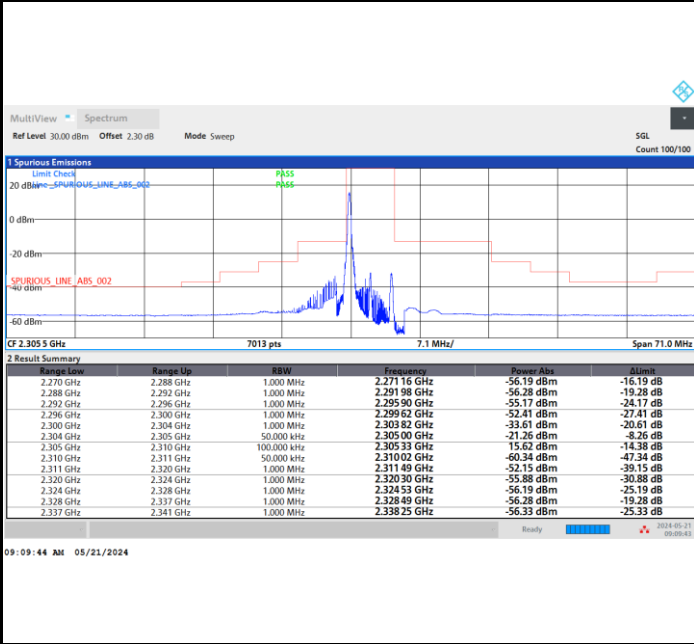 MultiView Spectrum
Ref Level 30.00 dBm Offset 2.30 dB Mode Sweep SGL
Count 100/100
1 Spurious Emissions
Limit Check PASS
20 dBm Line _SPURIOUS_LINE_ABS_002 PASS
0 dBm
-20 dBm
_SPURIOUS_LINE_ABS_002
-40 dBm
-60 dBm
CF 2.305 5 GHz 7013 pts 7.1 MHz/ Span 71.0 MHz
2 Result Summary
Range Low Range Up RBW Frequency Power Abs ΔLimit
2.270 GHz 2.288 GHz 1.000 MHz 2.271 16 GHz -56.19 dBm -16.19 dB
2.288 GHz 2.292 GHz 1.000 MHz 2.291 98 GHz -56.28 dBm -19.28 dB
2.292 GHz 2.296 GHz 1.000 MHz 2.295 90 GHz -55.17 dBm -24.17 dB
2.296 GHz 2.300 GHz 1.000 MHz 2.299 62 GHz -52.41 dBm -27.41 dB
2.300 GHz 2.304 GHz 1.000 MHz 2.303 82 GHz -33.61 dBm -20.61 dB
2.304 GHz 2.305 GHz 50.000 kHz 2.305 00 GHz -21.26 dBm -8.26 dB
2.305 GHz 2.310 GHz 100.000 kHz 2.305 33 GHz 15.62 dBm -14.38 dB
2.310 GHz 2.311 GHz 50.000 kHz 2.310 02 GHz -60.34 dBm -47.34 dB
2.311 GHz 2.320 GHz 1.000 MHz 2.311 49 GHz -52.15 dBm -39.15 dB
2.320 GHz 2.324 GHz 1.000 MHz 2.320 30 GHz -55.88 dBm -30.88 dB
2.324 GHz 2.328 GHz 1.000 MHz 2.324 53 GHz -56.19 dBm -25.19 dB
2.328 GHz 2.337 GHz 1.000 MHz 2.328 49 GHz -56.28 dBm -19.28 dB
2.337 GHz 2.341 GHz 1.000 MHz 2.338 25 GHz -56.33 dBm -25.33 dB
Ready 2024-05-21
09:09:43
09:09:44 AM 05/21/2024